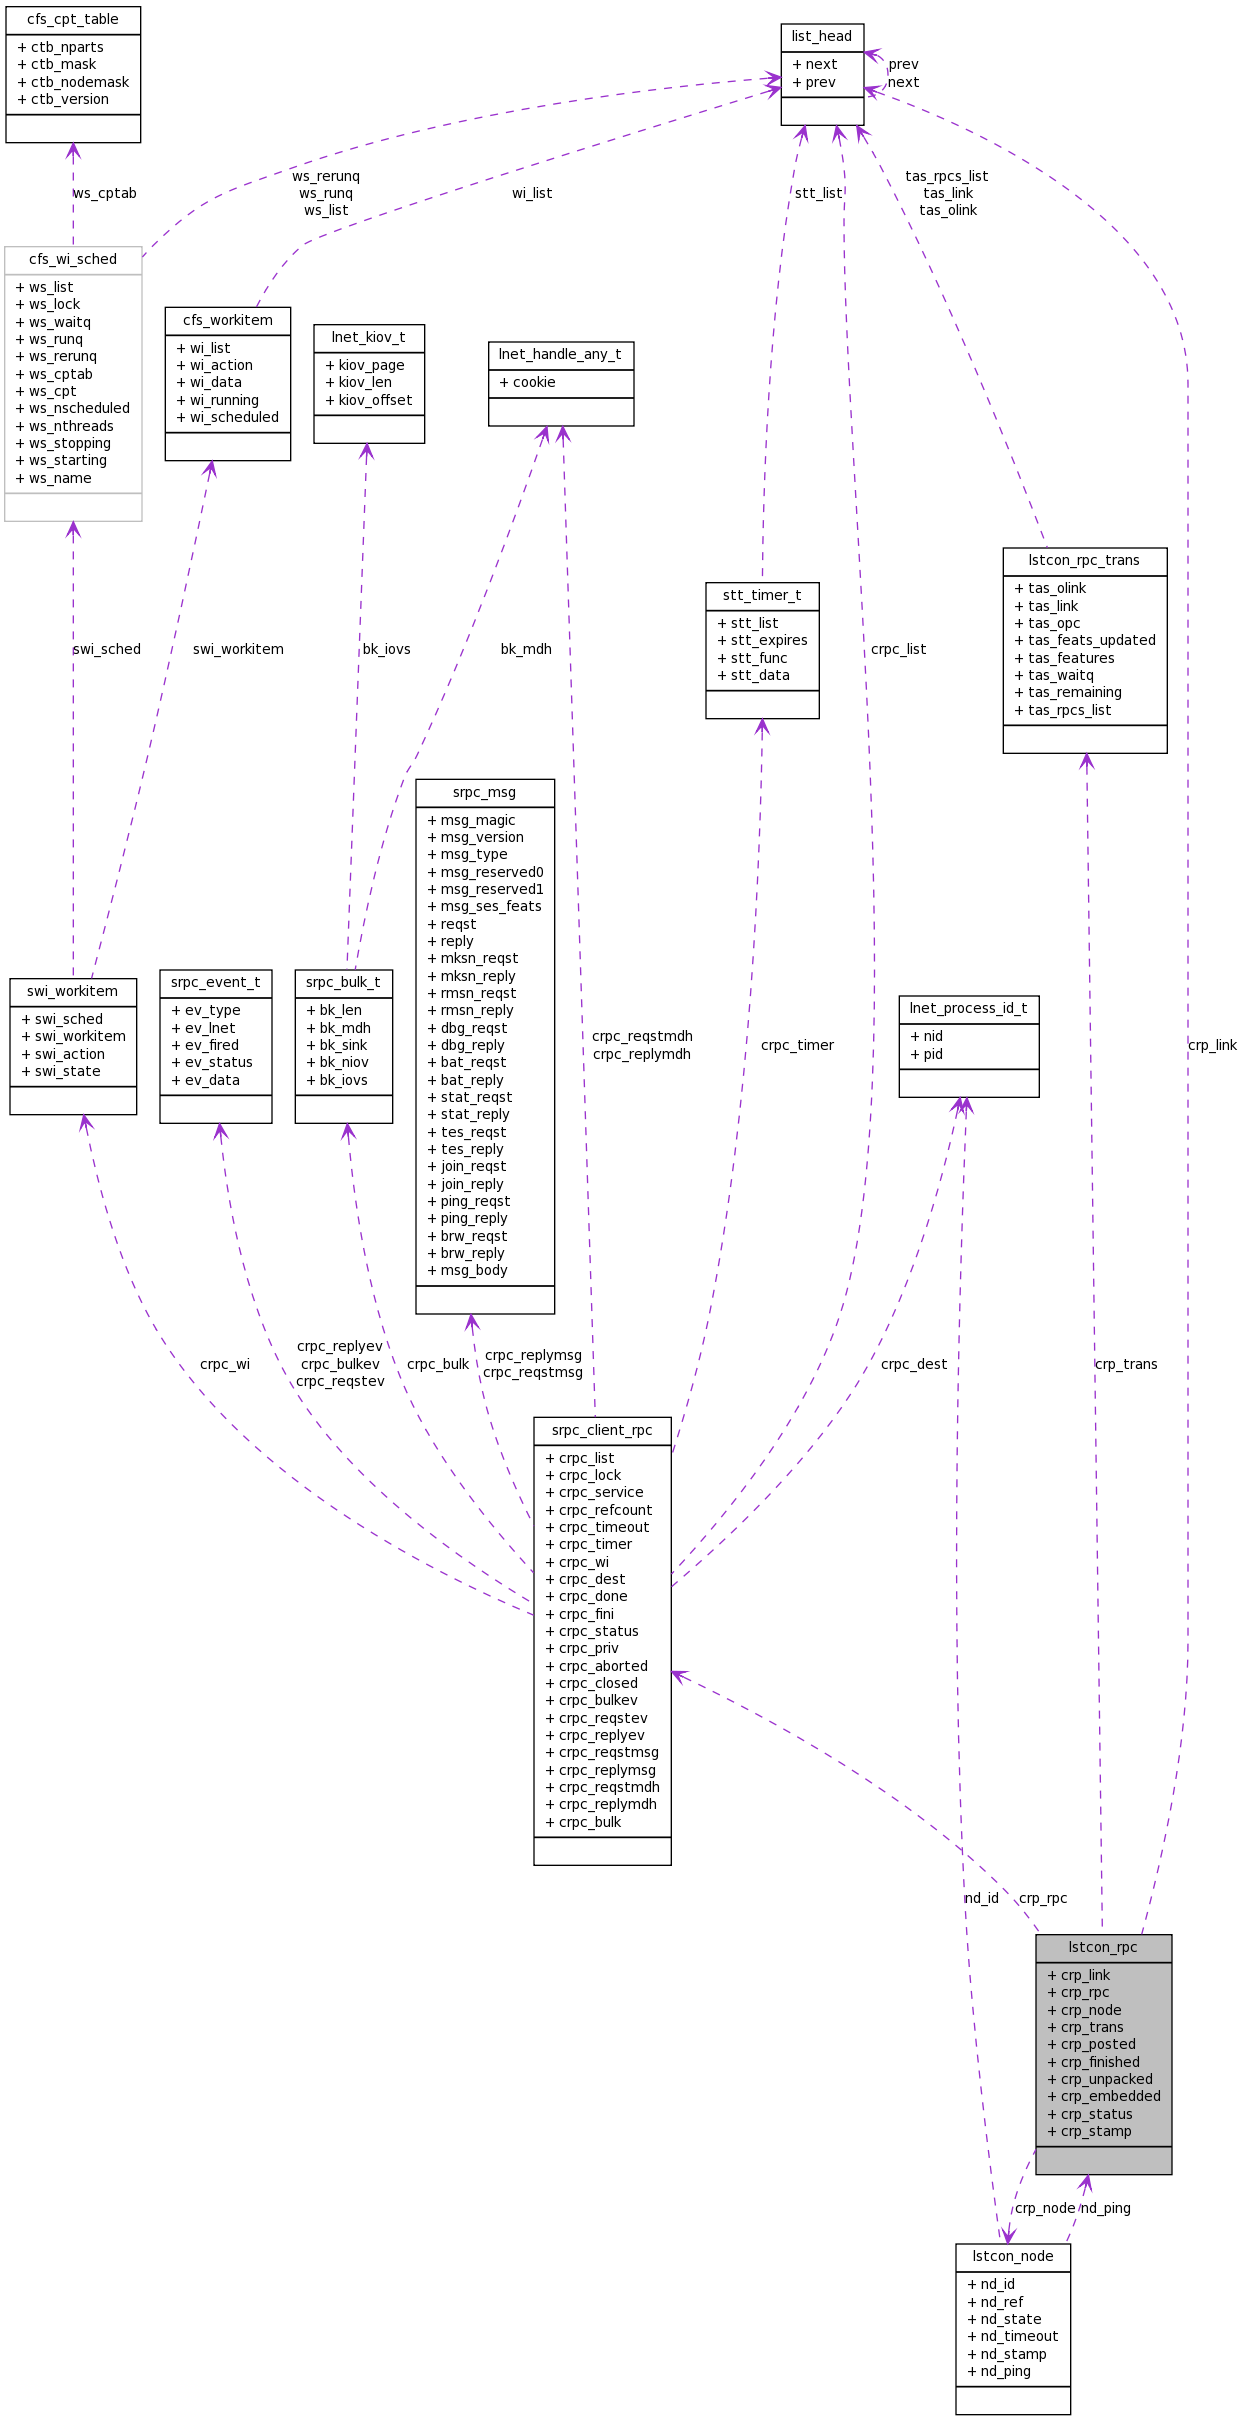 cfs_cpt_table
+ ctb_nparts
+ ctb_mask
+ ctb_nodemask
+ ctb_version
list_head
+ next
+ prev
prev
next
ws_cptab
ws_rerunq
ws_runq
ws_list
wi_list
stt_list
tas_rpcs_list
tas_link
tas_olink
cfs_wi_sched
+ ws_list
+ ws_lock
+ ws_waitq
+ ws_runq
+ ws_rerunq
+ ws_cptab
+ ws_cpt
+ ws_nscheduled
+ ws_nthreads
+ ws_stopping
+ ws_starting
+ ws_name
cfs_workitem
+ wi_list
+ wi_action
+ wi_data
+ wi_running
+ wi_scheduled
lnet_kiov_t
+ kiov_page
+ kiov_len
+ kiov_offset
lnet_handle_any_t
+ cookie
stt_timer_t
+ stt_list
+ stt_expires
+ stt_func
+ stt_data
lstcon_rpc_trans
+ tas_olink
+ tas_link
+ tas_opc
+ tas_feats_updated
+ tas_features
+ tas_waitq
+ tas_remaining
+ tas_rpcs_list
swi_sched
swi_workitem
bk_iovs
bk_mdh
crpc_list
srpc_msg
+ msg_magic
+ msg_version
+ msg_type
+ msg_reserved0
+ msg_reserved1
+ msg_ses_feats
+ reqst
+ reply
+ mksn_reqst
+ mksn_reply
+ rmsn_reqst
+ rmsn_reply
+ dbg_reqst
+ dbg_reply
+ bat_reqst
+ bat_reply
+ stat_reqst
+ stat_reply
+ tes_reqst
+ tes_reply
+ join_reqst
+ join_reply
+ ping_reqst
+ ping_reply
+ brw_reqst
+ brw_reply
+ msg_body
swi_workitem
+ swi_sched
+ swi_workitem
+ swi_action
+ swi_state
srpc_event_t
+ ev_type
+ ev_lnet
+ ev_fired
+ ev_status
+ ev_data
srpc_bulk_t
+ bk_len
+ bk_mdh
+ bk_sink
+ bk_niov
+ bk_iovs
lnet_process_id_t
+ nid
+ pid
crpc_reqstmdh
crpc_replymdh
crpc_timer
crp_link
crpc_wi
crpc_replyev
crpc_bulkev
crpc_reqstev
crpc_bulk
crpc_replymsg
crpc_reqstmsg
crpc_dest
crp_trans
srpc_client_rpc
+ crpc_list
+ crpc_lock
+ crpc_service
+ crpc_refcount
+ crpc_timeout
+ crpc_timer
+ crpc_wi
+ crpc_dest
+ crpc_done
+ crpc_fini
+ crpc_status
+ crpc_priv
+ crpc_aborted
+ crpc_closed
+ crpc_bulkev
+ crpc_reqstev
+ crpc_replyev
+ crpc_reqstmsg
+ crpc_replymsg
+ crpc_reqstmdh
+ crpc_replymdh
+ crpc_bulk
nd_id
crp_rpc
lstcon_rpc
+ crp_link
+ crp_rpc
+ crp_node
+ crp_trans
+ crp_posted
+ crp_finished
+ crp_unpacked
+ crp_embedded
+ crp_status
+ crp_stamp
crp_node
nd_ping
lstcon_node
+ nd_id
+ nd_ref
+ nd_state
+ nd_timeout
+ nd_stamp
+ nd_ping